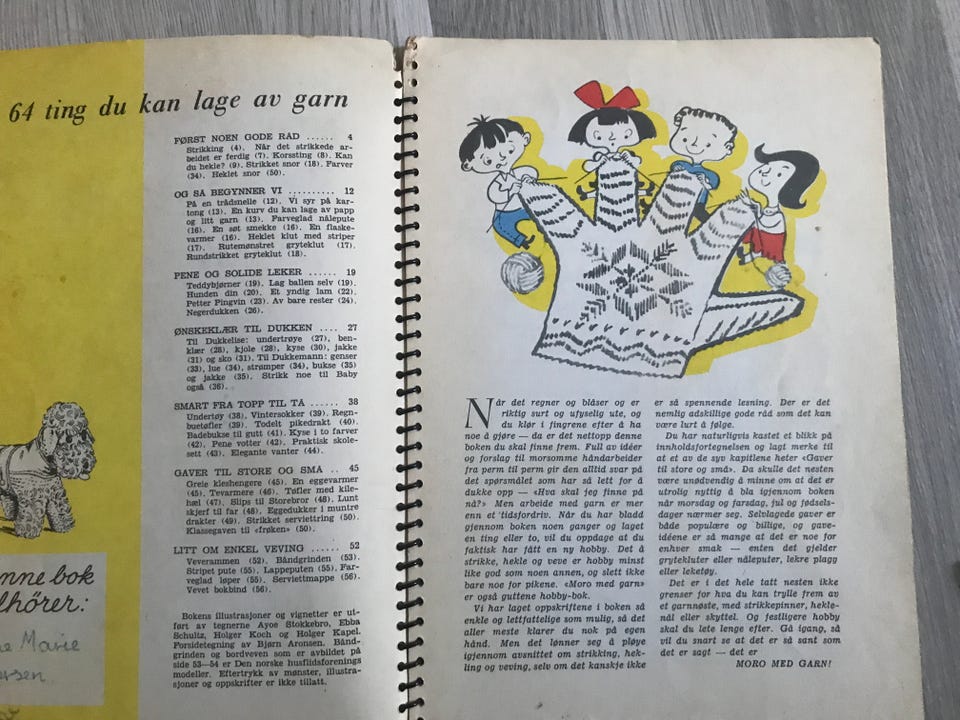 64 ting du kan lage av garn
FØRST NOEN GODE RÅD ...... 4
Strikking (4). Når det strikkede ar-
beidet er ferdig (7). Korssting (8). Kan
du hekle? (9). Strikket snor (18). Farver
(34). Heklet snor (50).
OG SÅ BEGYNNER VI .......... 12
På en trådsnelle (12). Vi syr på kar-
tong (13). En kurv du kan lage av papp
og litt garn (13). Farveglad nålepute
(16). En søt smekke (16). En flaske-
varmer (16). Heklet klut med striper
(17). Rutemønstret gryteklut (17).
Rundstrikket gryteklut (18).
PENE OG SOLIDE LEKER ...... 19
Teddybjørner (19). Lag ballen selv (19).
Hunden din (20). Et yndig lam (22).
Petter Pingvin (23). Av bare rester (24).
Negerdukken (26).
ØNSKEKLÆR TIL DUKKEN .... 27
Til Dukkelise: undertrøye (27), ben-
klær (28), kjole (28), kyse (30), jakke
(31) og sko (31). Til Dukkemann: genser
(33), lue (34), strømper (34), bukse (35)
og jakke (35). Strikk noe til Baby
også (36).
SMART FRA TOPP TIL TÅ ...... 38
Undertøy (38). Vintersokker (39). Regn-
buetøfler (39). Todelt pikedrakt (40).
Badebukse til gutt (41). Kyse i to farver
(42). Pene votter (42). Praktisk skole-
sett (43). Elegante vanter (44).
GAVER TIL STORE OG SMÅ .. 45
Greie kleshengere (45). En eggevarmer
(45). Tevarmere (46). Tøfler med kile-
hæl (47). Slips til Storebror (48). Lunt
skjerf til far (48). Eggedukker i muntre
drakter (49). Strikket serviettring (50).
Klassegaven til «frøken» (50).
LITT OM ENKEL VEVING ...... 52
Veverammen (52). Båndgrinden (53).
Stripet pute (55). Lappeputen (55). Far-
veglad løper (55). Serviettmappe (56).
Vevet bokbind (56).
Bokens illustrasjoner og vignetter er ut-
ført av tegnerne Ayoe Stokkebro, Ebba
Schultz, Holger Koch og Holger Kapel.
Forsidetegning av Bjørn Aronsen. Bånd-
grinden og bordveven som er avbildet på
side 53—54 er Den norske husflidsforenings
modeller. Eftertrykk av mønster, illustra-
sjoner og oppskrifter er ikke tillatt.
nne bok
lhörer:
Marie
rsen
Når det regner og blåser og er
riktig surt og ufyselig ute, og
du klør i fingrene efter å ha
noe å gjøre — da er det nettopp denne
boken du skal finne frem. Full av idéer
og forslag til morsomme håndarbeider
fra perm til perm gir den alltid svar på
det spørsmålet som har så lett for å
dukke opp — «Hva skal jeg finne på
nå?» Men arbeide med garn er mer
enn et tidsfordriv. Når du har bladd
gjennom boken noen ganger og laget
en ting eller to, vil du oppdage at du
faktisk har fått en ny hobby. Det å
strikke, hekle og veve er hobby minst
like god som noen annen, og slett ikke
bare noe for pikene. «Moro med garn»
er også guttene hobby-bok.
Vi har laget oppskriftene i boken så
enkle og lettfattelige som mulig, så det
aller meste klarer du nok på egen
hånd. Men det lønner seg å pløye
igjennom avsnittet om strikking, hek-
ling og veving, selv om det kanskje ikke
er så spennende lesning. Der er det
nemlig adskillige gode råd som det kan
være lurt å følge.
Du har naturligvis kastet et blikk på
innholdsfortegnelsen og lagt merke til
at et av de syv kapitlene heter «Gaver
til store og små». Da skulle det nesten
være unødvendig å minne om at det er
utrolig nyttig å bla igjennom boken
når morsdag og farsdag, jul og fødsels-
dager nærmer seg. Selvlagede gaver er
både populære og billige, og gave-
idéene er så mange at det er noe for
enhver smak — enten det gjelder
grytekluter eller nåleputer, lekre plagg
eller leketøy.
Det er i det hele tatt nesten ikke
grenser for hva du kan trylle frem av
et garnnøste, med strikkepinner, hekle-
nål eller skyttel. Og festligere hobby
skal du lete lenge efter. Gå igang, så
vil du snart se at det er så sant som
det er sagt — det er
MORO MED GARN!